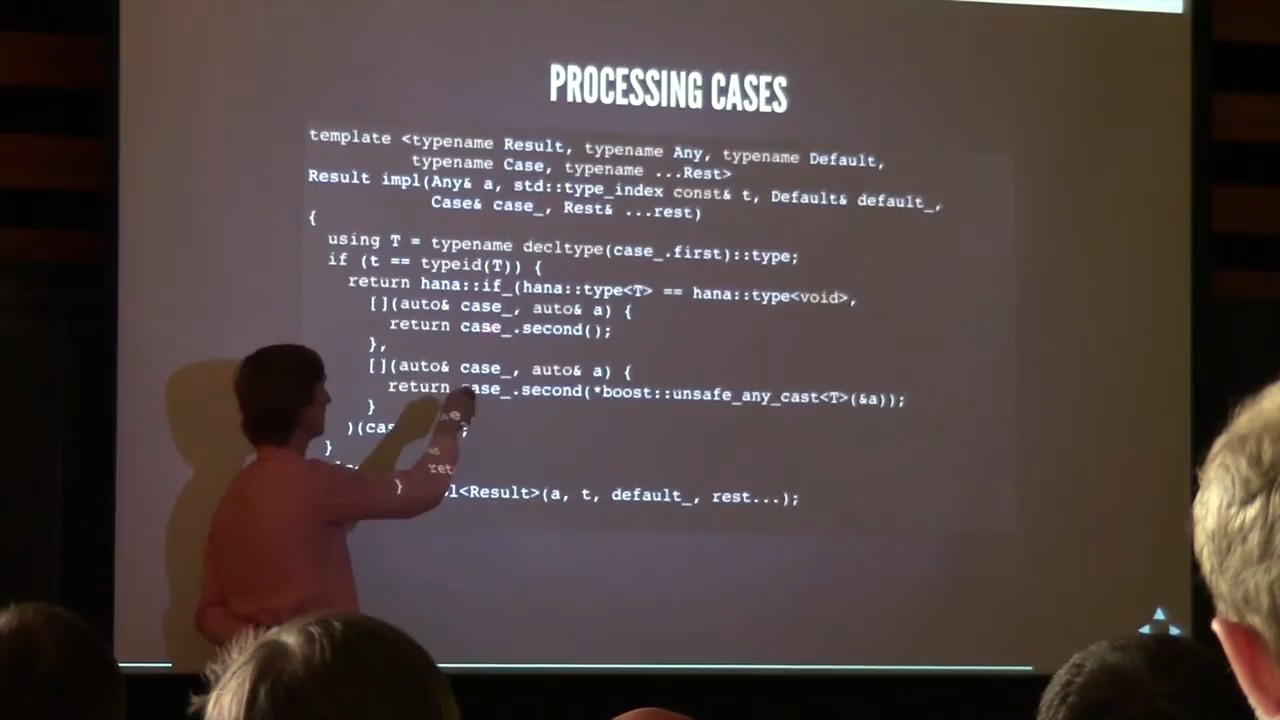 PROCESSING CASES
template <typename Result, typename Any, typename Default,
typename Case, typename ...Rest>
Result impl(Any& a, std::type_index const& t, Default& default_,
Case& case_, Rest& ...rest)
{
using T = typename decltype(case_.first)::type;
if (t == typeid(T)) {
return hana::if_(hana::type<T> == hana::type<void>,
[](auto& case_, auto& a) {
return case_.second();
},
[](auto& case_, auto& a) {
return case_.second(*boost::unsafe_any_cast<T>(&a));
}
)(cas
}
ret
} l<Result>(a, t, default_, rest...);